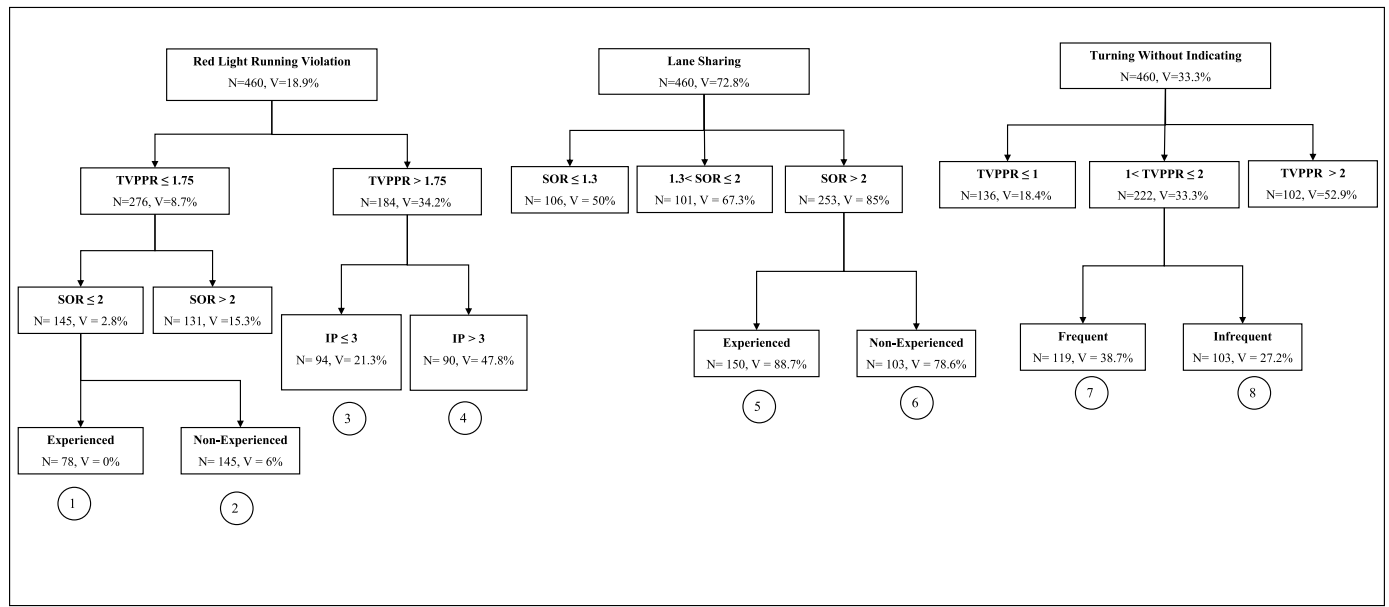 Red Light Running Violation
N=460, V=18.9%
TVPPR ≤ 1.75
N=276, V=8.7%
TVPPR > 1.75
N=184, V=34.2%
SOR ≤ 2
N= 145, V = 2.8%
SOR > 2
N= 131, V =15.3%
IP ≤ 3
N= 94, V= 21.3%
IP > 3
N= 90, V= 47.8%
3
4
Experienced
N= 78, V = 0%
Non-Experienced
N= 145, V = 6%
1
2
Lane Sharing
N=460, V=72.8%
SOR ≤ 1.3
N= 106, V = 50%
1.3< SOR ≤ 2
N= 101, V = 67.3%
SOR > 2
N= 253, V = 85%
Experienced
N= 150, V = 88.7%
Non-Experienced
N= 103, V = 78.6%
5
6
Turning Without Indicating
N=460, V=33.3%
TVPPR ≤ 1
N=136, V=18.4%
1< TVPPR ≤ 2
N=222, V=33.3%
TVPPR > 2
N=102, V=52.9%
Frequent
N= 119, V = 38.7%
Infrequent
N= 103, V = 27.2%
7
8